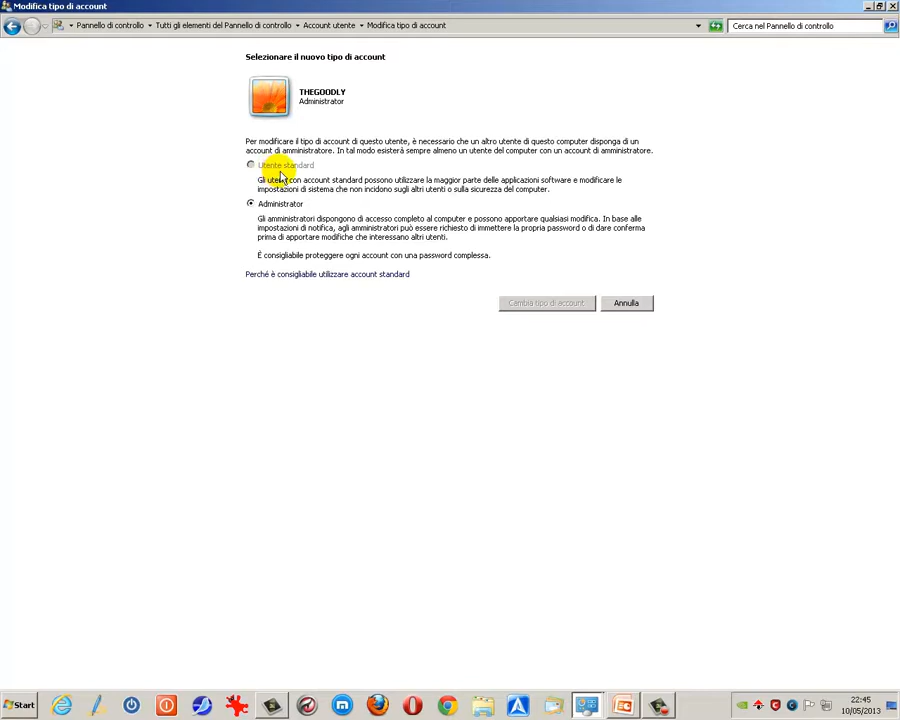 Modifica tipo di account
Pannello di controllo Tutti gli elementi del Pannello di controllo Account utente Modifica tipo di account Cerca nel Pannello di controllo
Selezionare il nuovo tipo di account
THEGOODLY
Administrator
Per modificare il tipo di account di questo utente, è necessario che un altro utente di questo computer disponga di un
account di amministratore. In tal modo esisterà sempre almeno un utente del computer con un account di amministratore.
Utente standard
Gli utenti con account standard possono utilizzare la maggior parte delle applicazioni software e modificare le
impostazioni di sistema che non incidono sugli altri utenti o sulla sicurezza del computer.
Administrator
Gli amministratori dispongono di accesso completo al computer e possono apportare qualsiasi modifica. In base alle
impostazioni di notifica, agli amministratori può essere richiesto di immettere la propria password o di dare conferma
prima di apportare modifiche che interessano altri utenti.
È consigliabile proteggere ogni account con una password complessa.
Perché è consigliabile utilizzare account standard
Cambia tipo di account Annulla
Start
22:45
10/05/2013